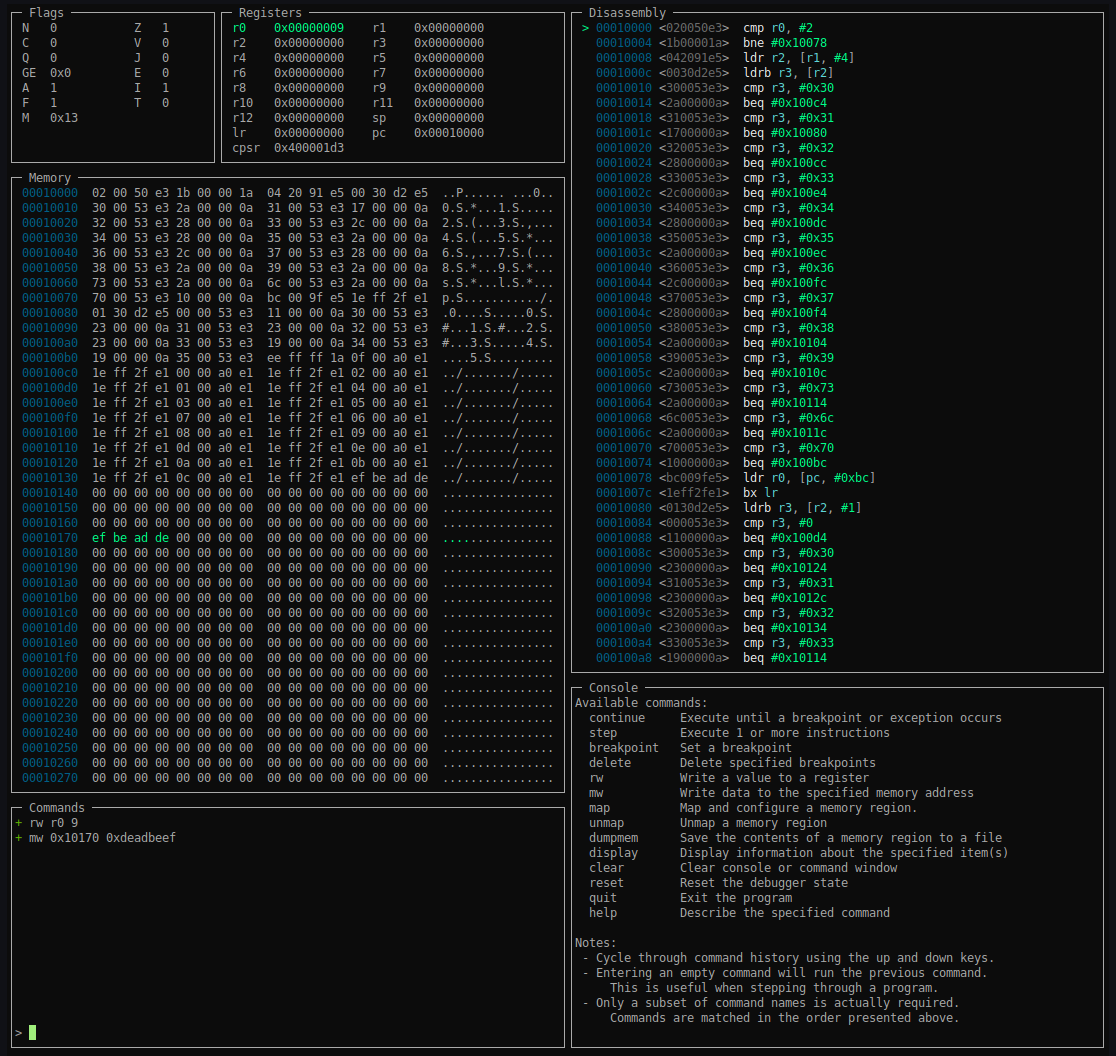 Flags
N 0 Z 1
C 0 V 0
Q 0 J 0
GE 0x0 E 0
A 1 I 1
F 1 T 0
M 0x13
Registers
r0 0x00000009 r1 0x00000000
r2 0x00000000 r3 0x00000000
r4 0x00000000 r5 0x00000000
r6 0x00000000 r7 0x00000000
r8 0x00000000 r9 0x00000000
r10 0x00000000 r11 0x00000000
r12 0x00000000 sp 0x00000000
lr 0x00000000 pc 0x00010000
cpsr 0x400001d3
Memory
00010000 02 00 50 e3 1b 00 00 1a 04 20 91 e5 00 30 d2 e5 ..P...... ...0..
00010010 30 00 53 e3 2a 00 00 0a 31 00 53 e3 17 00 00 0a 0.S.*...1.S.....
00010020 32 00 53 e3 28 00 00 0a 33 00 53 e3 2c 00 00 0a 2.S.(...3.S.,...
00010030 34 00 53 e3 28 00 00 0a 35 00 53 e3 2a 00 00 0a 4.S.(...5.S.*...
00010040 36 00 53 e3 2c 00 00 0a 37 00 53 e3 28 00 00 0a 6.S.,...7.S.(...
00010050 38 00 53 e3 2a 00 00 0a 39 00 53 e3 2a 00 00 0a 8.S.*...9.S.*...
00010060 73 00 53 e3 2a 00 00 0a 6c 00 53 e3 2a 00 00 0a s.S.*...l.S.*...
00010070 70 00 53 e3 10 00 00 0a bc 00 9f e5 1e ff 2f e1 p.S.........../.
00010080 01 30 d2 e5 00 00 53 e3 11 00 00 0a 30 00 53 e3 .0....S.....0.S.
00010090 23 00 00 0a 31 00 53 e3 23 00 00 0a 32 00 53 e3 #...1.S.#...2.S.
000100a0 23 00 00 0a 33 00 53 e3 19 00 00 0a 34 00 53 e3 #...3.S.....4.S.
000100b0 19 00 00 0a 35 00 53 e3 ee ff ff 1a 0f 00 a0 e1 ....5.S.........
000100c0 1e ff 2f e1 00 00 a0 e1 1e ff 2f e1 02 00 a0 e1 ../......./.....
000100d0 1e ff 2f e1 01 00 a0 e1 1e ff 2f e1 04 00 a0 e1 ../......./.....
000100e0 1e ff 2f e1 03 00 a0 e1 1e ff 2f e1 05 00 a0 e1 ../......./.....
000100f0 1e ff 2f e1 07 00 a0 e1 1e ff 2f e1 06 00 a0 e1 ../......./.....
00010100 1e ff 2f e1 08 00 a0 e1 1e ff 2f e1 09 00 a0 e1 ../......./.....
00010110 1e ff 2f e1 0d 00 a0 e1 1e ff 2f e1 0e 00 a0 e1 ../......./.....
00010120 1e ff 2f e1 0a 00 a0 e1 1e ff 2f e1 0b 00 a0 e1 ../......./.....
00010130 1e ff 2f e1 0c 00 a0 e1 1e ff 2f e1 ef be ad de ../......./.....
00010140 00 00 00 00 00 00 00 00 00 00 00 00 00 00 00 00 ................
00010150 00 00 00 00 00 00 00 00 00 00 00 00 00 00 00 00 ................
00010160 00 00 00 00 00 00 00 00 00 00 00 00 00 00 00 00 ................
00010170 ef be ad de 00 00 00 00 00 00 00 00 00 00 00 00 ................
00010180 00 00 00 00 00 00 00 00 00 00 00 00 00 00 00 00 ................
00010190 00 00 00 00 00 00 00 00 00 00 00 00 00 00 00 00 ................
000101a0 00 00 00 00 00 00 00 00 00 00 00 00 00 00 00 00 ................
000101b0 00 00 00 00 00 00 00 00 00 00 00 00 00 00 00 00 ................
000101c0 00 00 00 00 00 00 00 00 00 00 00 00 00 00 00 00 ................
000101d0 00 00 00 00 00 00 00 00 00 00 00 00 00 00 00 00 ................
000101e0 00 00 00 00 00 00 00 00 00 00 00 00 00 00 00 00 ................
000101f0 00 00 00 00 00 00 00 00 00 00 00 00 00 00 00 00 ................
00010200 00 00 00 00 00 00 00 00 00 00 00 00 00 00 00 00 ................
00010210 00 00 00 00 00 00 00 00 00 00 00 00 00 00 00 00 ................
00010220 00 00 00 00 00 00 00 00 00 00 00 00 00 00 00 00 ................
00010230 00 00 00 00 00 00 00 00 00 00 00 00 00 00 00 00 ................
00010240 00 00 00 00 00 00 00 00 00 00 00 00 00 00 00 00 ................
00010250 00 00 00 00 00 00 00 00 00 00 00 00 00 00 00 00 ................
00010260 00 00 00 00 00 00 00 00 00 00 00 00 00 00 00 00 ................
00010270 00 00 00 00 00 00 00 00 00 00 00 00 00 00 00 00 ................
Commands
+ rw r0 9
+ mw 0x10170 0xdeadbeef
>
Disassembly
> 00010000 <020050e3> cmp r0, #2
00010004 <1b00001a> bne #0x10078
00010008 <042091e5> ldr r2, [r1, #4]
0001000c <0030d2e5> ldrb r3, [r2]
00010010 <300053e3> cmp r3, #0x30
00010014 <2a00000a> beq #0x100c4
00010018 <310053e3> cmp r3, #0x31
0001001c <1700000a> beq #0x10080
00010020 <320053e3> cmp r3, #0x32
00010024 <2800000a> beq #0x100cc
00010028 <330053e3> cmp r3, #0x33
0001002c <2c00000a> beq #0x100e4
00010030 <340053e3> cmp r3, #0x34
00010034 <2800000a> beq #0x100dc
00010038 <350053e3> cmp r3, #0x35
0001003c <2a00000a> beq #0x100ec
00010040 <360053e3> cmp r3, #0x36
00010044 <2c00000a> beq #0x100fc
00010048 <370053e3> cmp r3, #0x37
0001004c <2800000a> beq #0x100f4
00010050 <380053e3> cmp r3, #0x38
00010054 <2a00000a> beq #0x10104
00010058 <390053e3> cmp r3, #0x39
0001005c <2a00000a> beq #0x1010c
00010060 <730053e3> cmp r3, #0x73
00010064 <2a00000a> beq #0x10114
00010068 <6c0053e3> cmp r3, #0x6c
0001006c <2a00000a> beq #0x1011c
00010070 <700053e3> cmp r3, #0x70
00010074 <1000000a> beq #0x100bc
00010078 <bc009fe5> ldr r0, [pc, #0xbc]
0001007c <1eff2fe1> bx lr
00010080 <0130d2e5> ldrb r3, [r2, #1]
00010084 <000053e3> cmp r3, #0
00010088 <1100000a> beq #0x100d4
0001008c <300053e3> cmp r3, #0x30
00010090 <2300000a> beq #0x10124
00010094 <310053e3> cmp r3, #0x31
00010098 <2300000a> beq #0x1012c
0001009c <320053e3> cmp r3, #0x32
000100a0 <2300000a> beq #0x10134
000100a4 <330053e3> cmp r3, #0x33
000100a8 <1900000a> beq #0x10114
Console
Available commands:
continue Execute until a breakpoint or exception occurs
step Execute 1 or more instructions
breakpoint Set a breakpoint
delete Delete specified breakpoints
rw Write a value to a register
mw Write data to the specified memory address
map Map and configure a memory region.
unmap Unmap a memory region
dumpmem Save the contents of a memory region to a file
display Display information about the specified item(s)
clear Clear console or command window
reset Reset the debugger state
quit Exit the program
help Describe the specified command
Notes:
- Cycle through command history using the up and down keys.
- Entering an empty command will run the previous command.
This is useful when stepping through a program.
- Only a subset of command names is actually required.
Commands are matched in the order presented above.